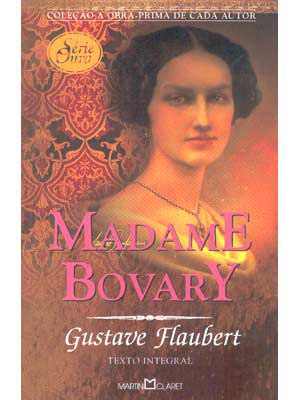 COLEÇÃO A OBRA-PRIMA DE CADA AUTOR
Série
Ouro
MADAME
BOVARY
Gustave Flaubert
TEXTO INTEGRAL
MARTIN CLARET